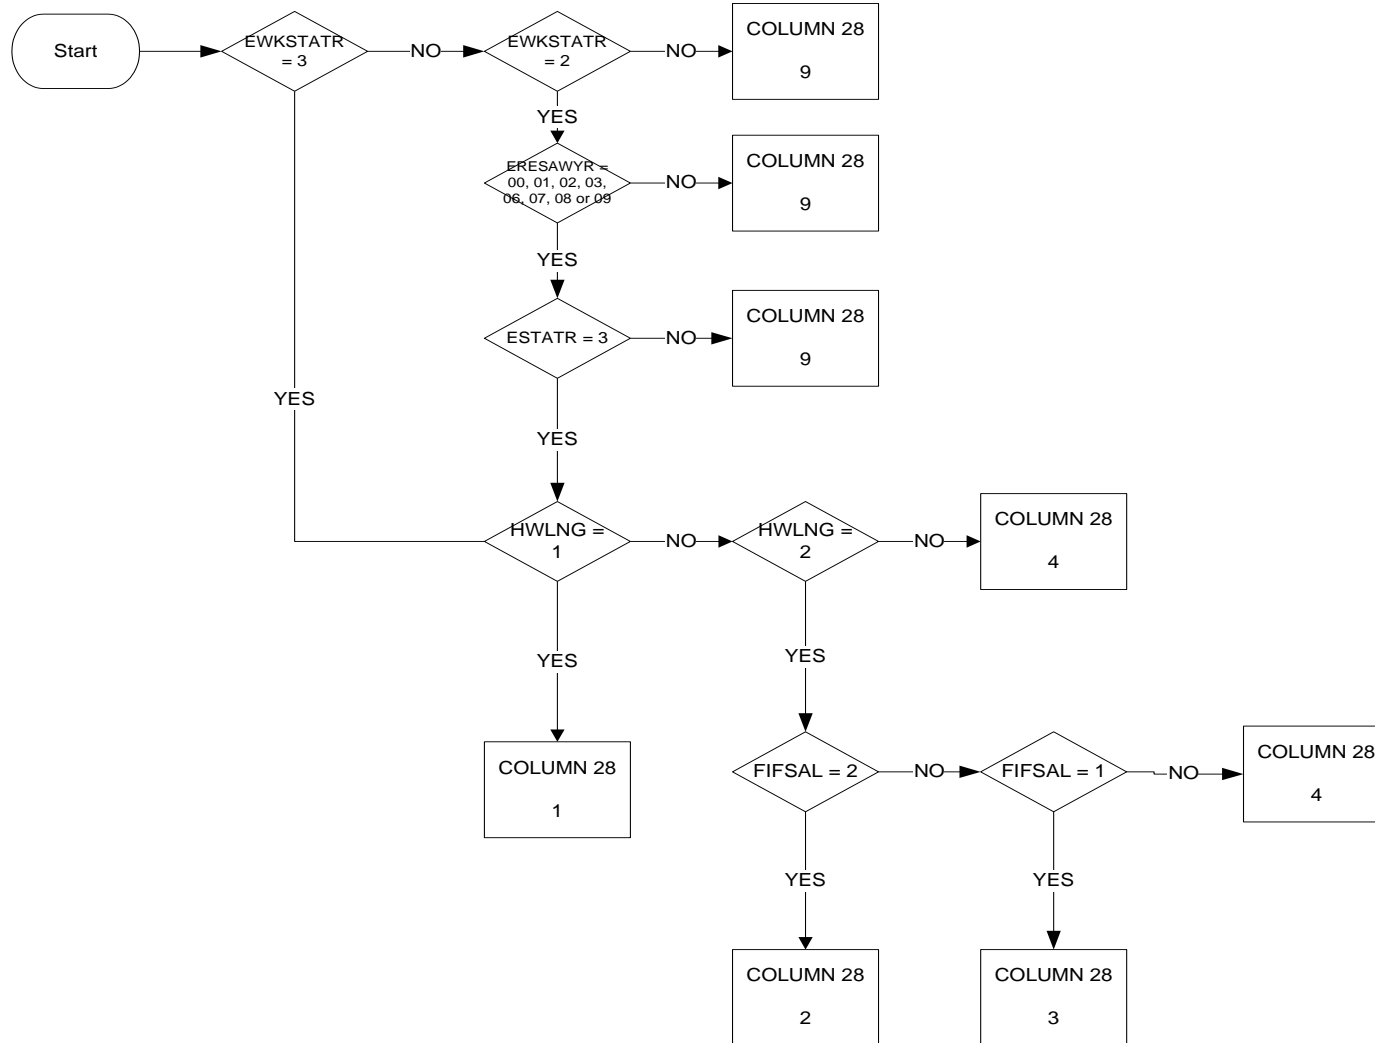 Start
EWKSTATR
= 3
NO
EWKSTATR
= 2
NO
COLUMN 28
9
YES
ERESAWYR =
00, 01, 02, 03,
06, 07, 08 or 09
NO
COLUMN 28
9
YES
ESTATR = 3
NO
COLUMN 28
9
YES
YES
HWLNG =
1
NO
HWLNG =
2
NO
COLUMN 28
4
YES
YES
COLUMN 28
1
FIFSAL = 2
NO
FIFSAL = 1
NO
COLUMN 28
4
YES
YES
COLUMN 28
2
COLUMN 28
3